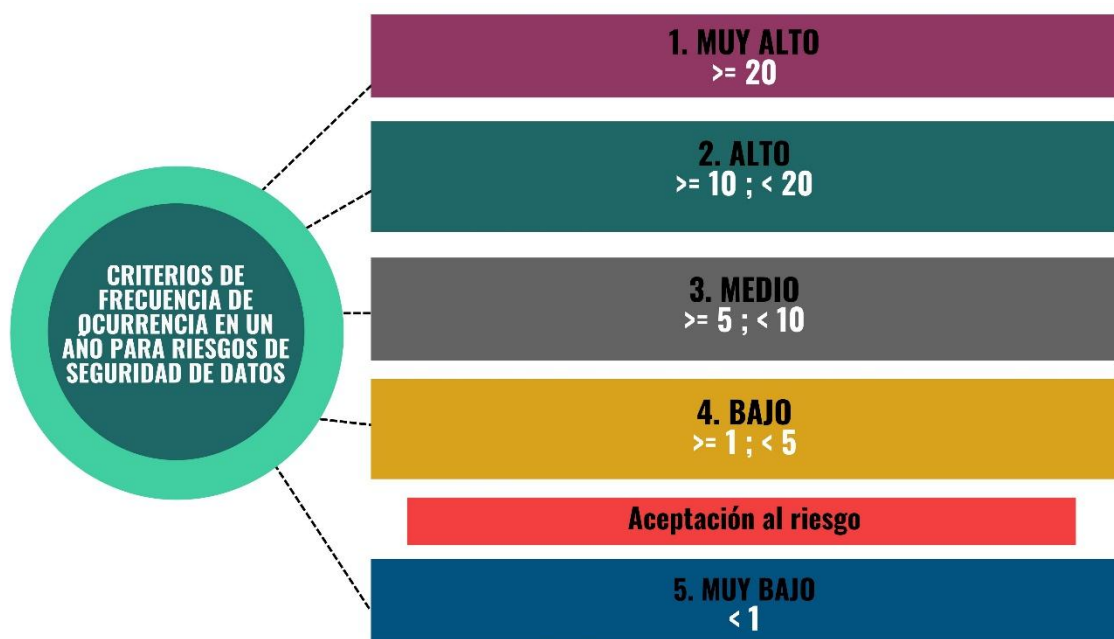 CRITERIOS DE
FRECUENCIA DE
OCURRENCIA EN UN
AÑO PARA RIESGOS DE
SEGURIDAD DE DATOS
1. MUY ALTO
>= 20
2. ALTO
>= 10 ; < 20
3. MEDIO
>= 5 ; < 10
4. BAJO
>= 1 ; < 5
Aceptación al riesgo
5. MUY BAJO
< 1